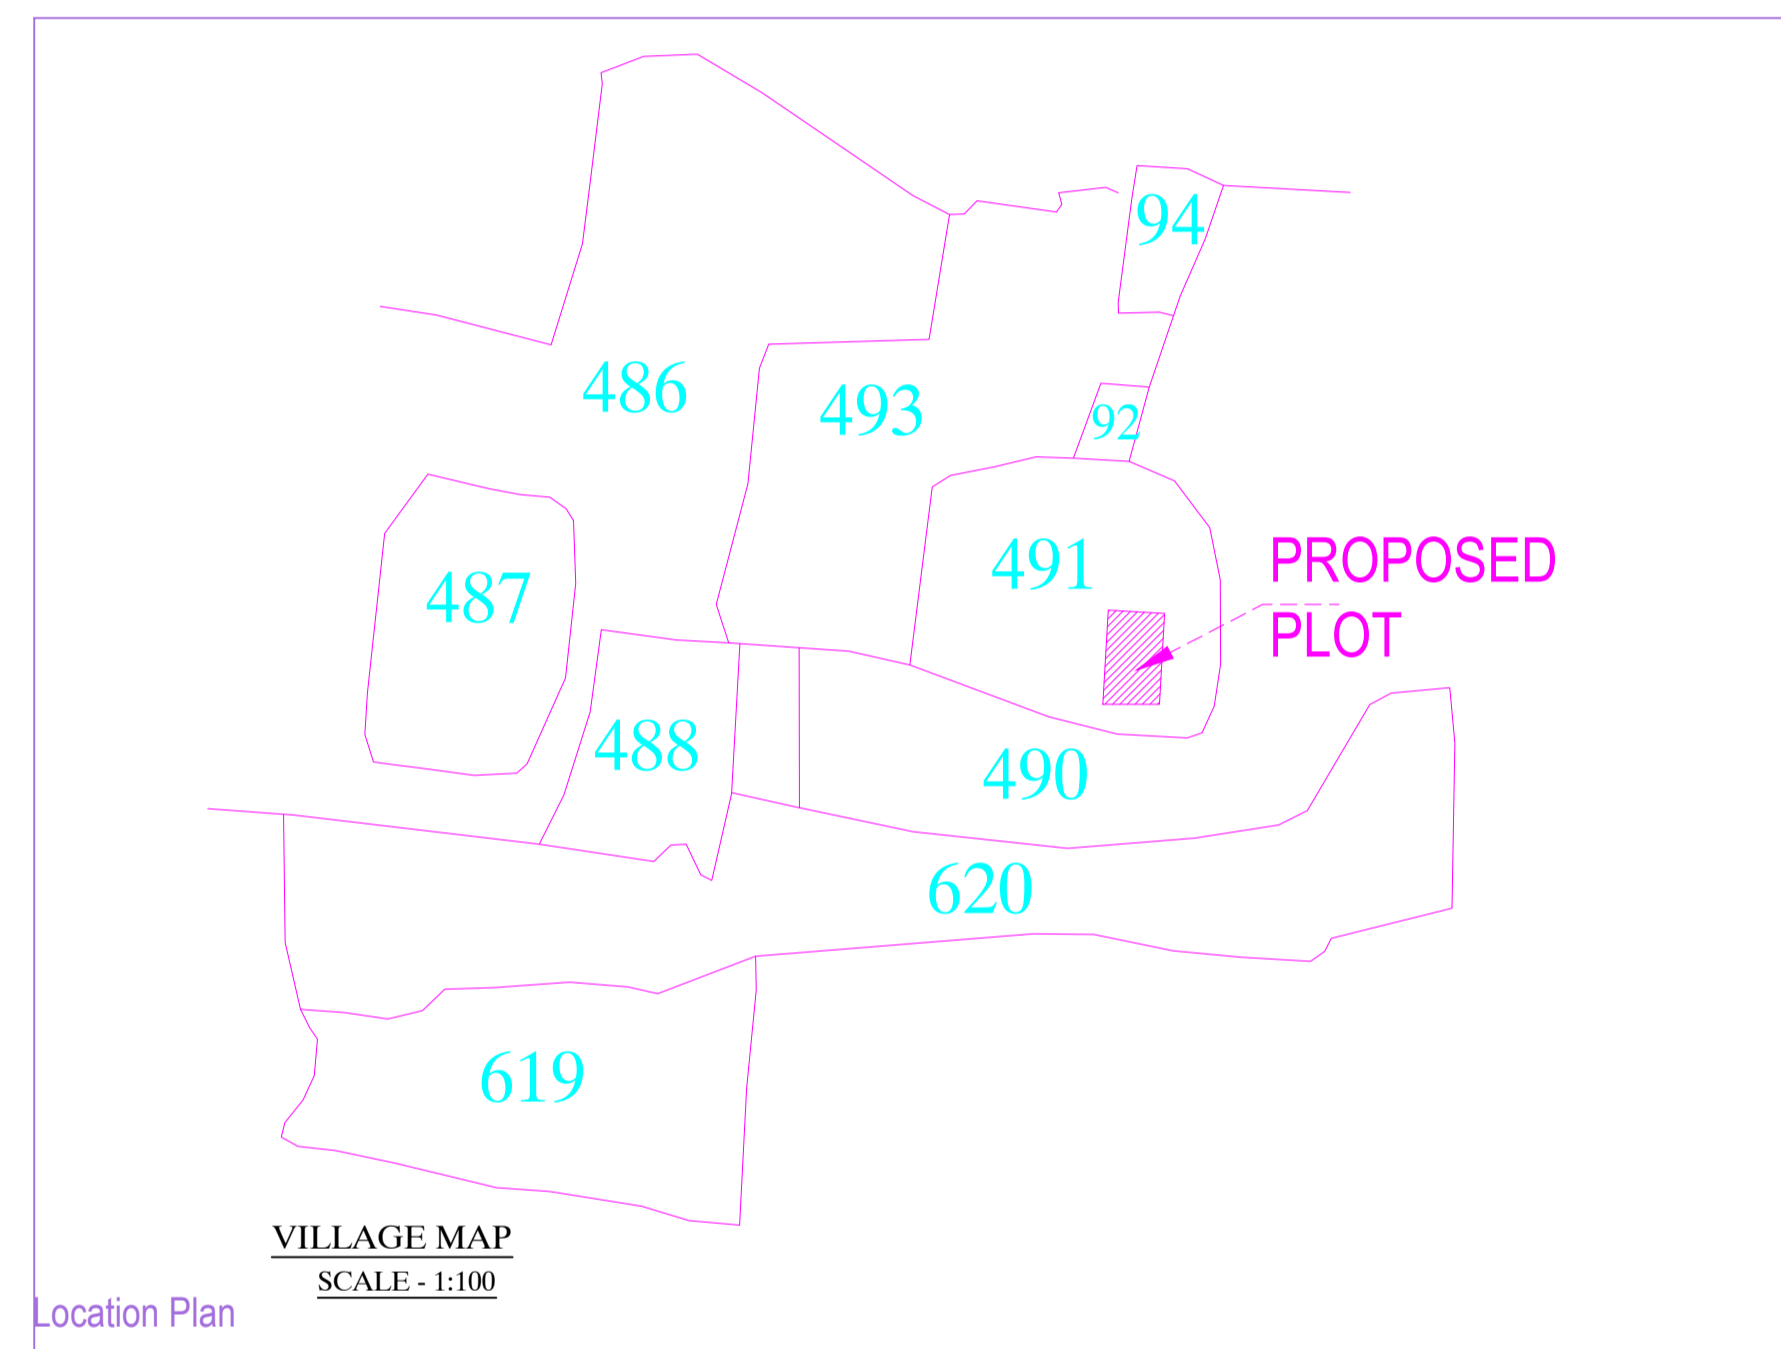 94
486
493
92
491
PROPOSED
PLOT
487
488
490
620
619
VILLAGE MAP
SCALE - 1:100
Location Plan